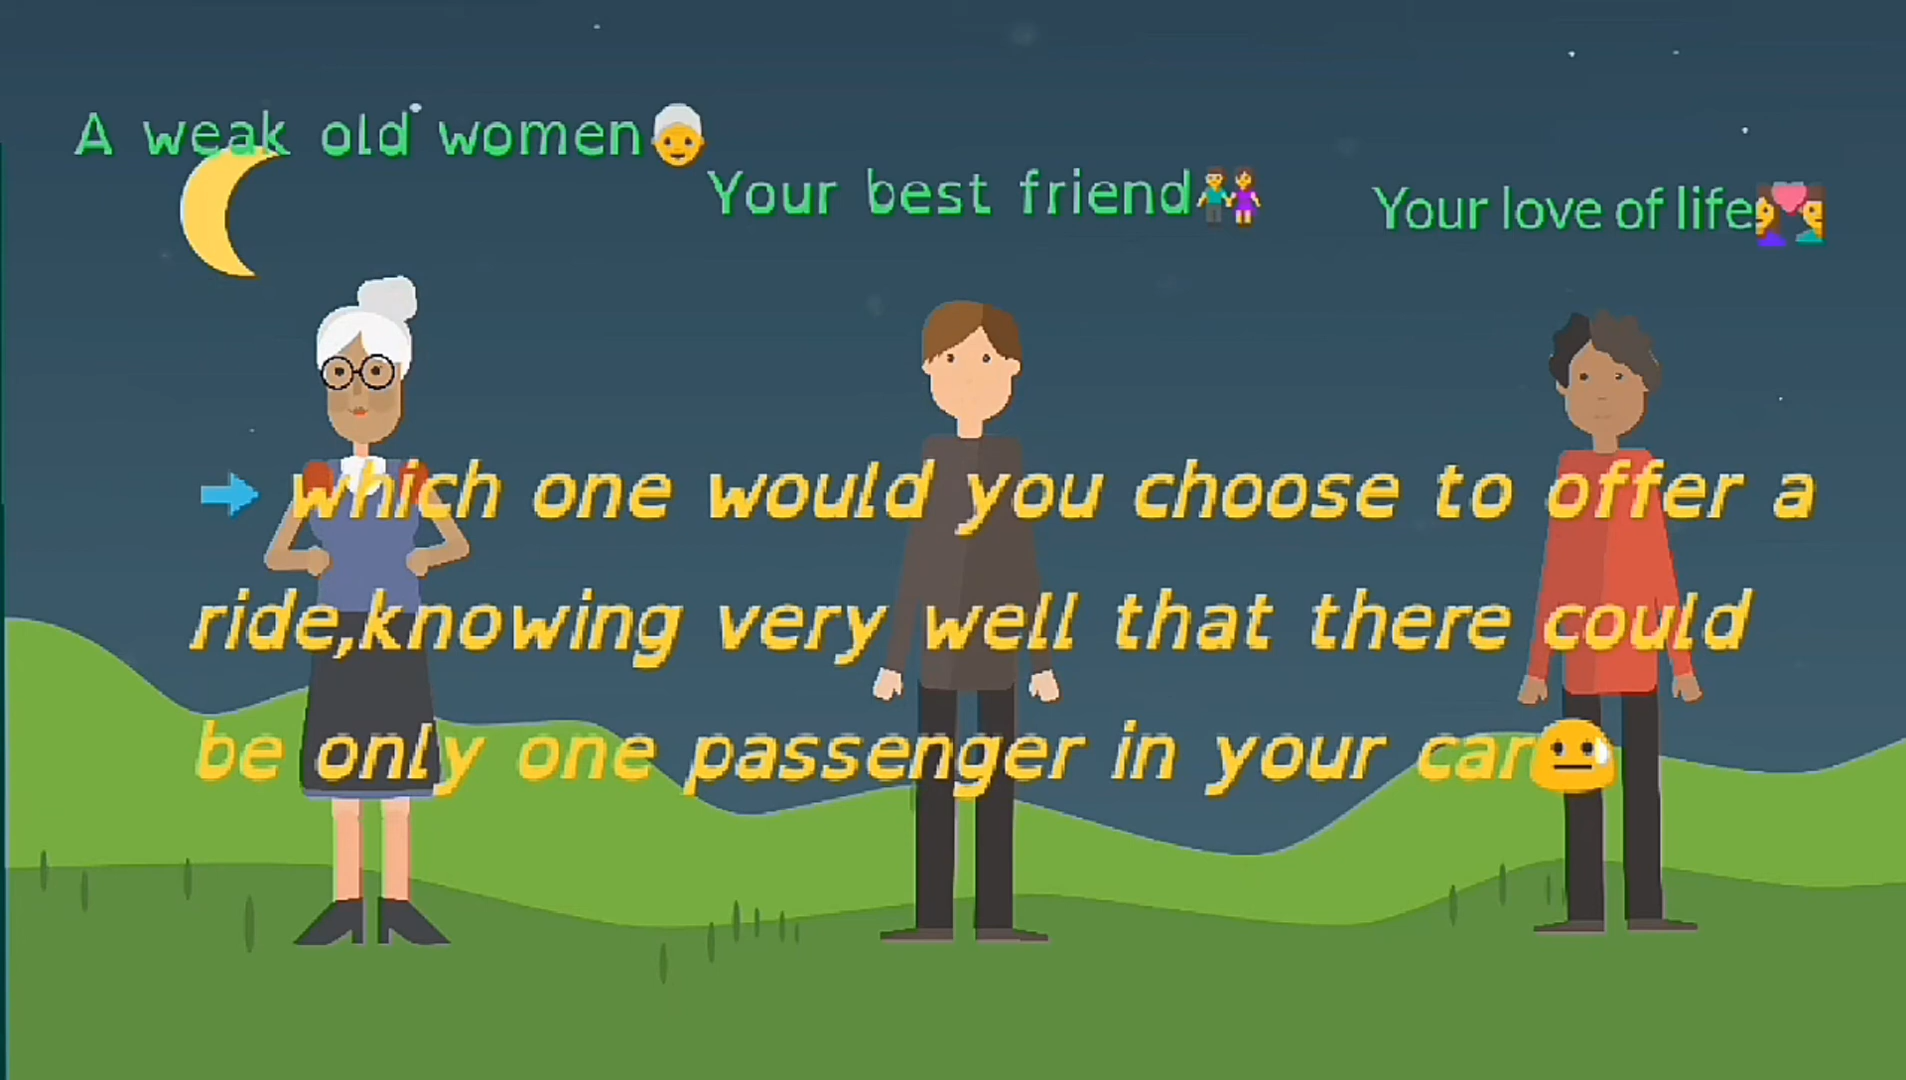 A weak old women
Your best friend
Your love of life
which one would you choose to offer a
ride,knowing very well that there could
be only one passenger in your car